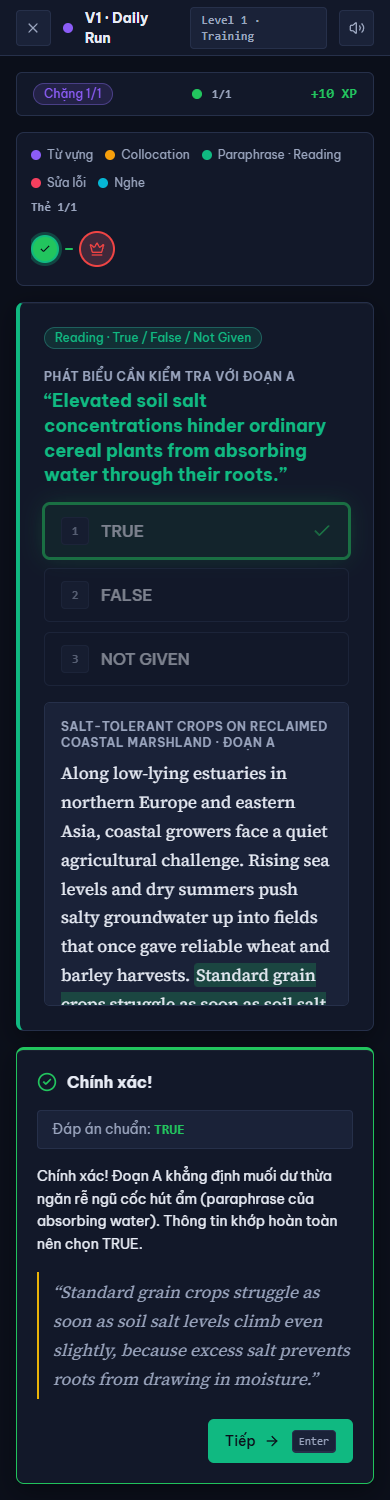 V1 · Daily
Run
Level 1 ·
Training
Chặng 1/1
1/1
+10 XP
Từ vựng
Collocation
Paraphrase · Reading
Sửa lỗi
Nghe
Thẻ 1/1
Reading · True / False / Not Given
PHÁT BIỂU CẦN KIỂM TRA VỚI ĐOẠN A
“Elevated soil salt
concentrations hinder ordinary
cereal plants from absorbing
water through their roots.”
1 TRUE
2 FALSE
3 NOT GIVEN
SALT-TOLERANT CROPS ON RECLAIMED
COASTAL MARSHLAND · ĐOẠN A
Along low-lying estuaries in
northern Europe and eastern
Asia, coastal growers face a quiet
agricultural challenge. Rising sea
levels and dry summers push
salty groundwater up into fields
that once gave reliable wheat and
barley harvests. Standard grain
crops struggle as soon as soil salt
Chính xác!
Đáp án chuẩn: TRUE
Chính xác! Đoạn A khẳng định muối dư thừa
ngăn rễ ngũ cốc hút ẩm (paraphrase của
absorbing water). Thông tin khớp hoàn toàn
nên chọn TRUE.
“Standard grain crops struggle as
soon as soil salt levels climb even
slightly, because excess salt prevents
roots from drawing in moisture.”
Tiếp → Enter